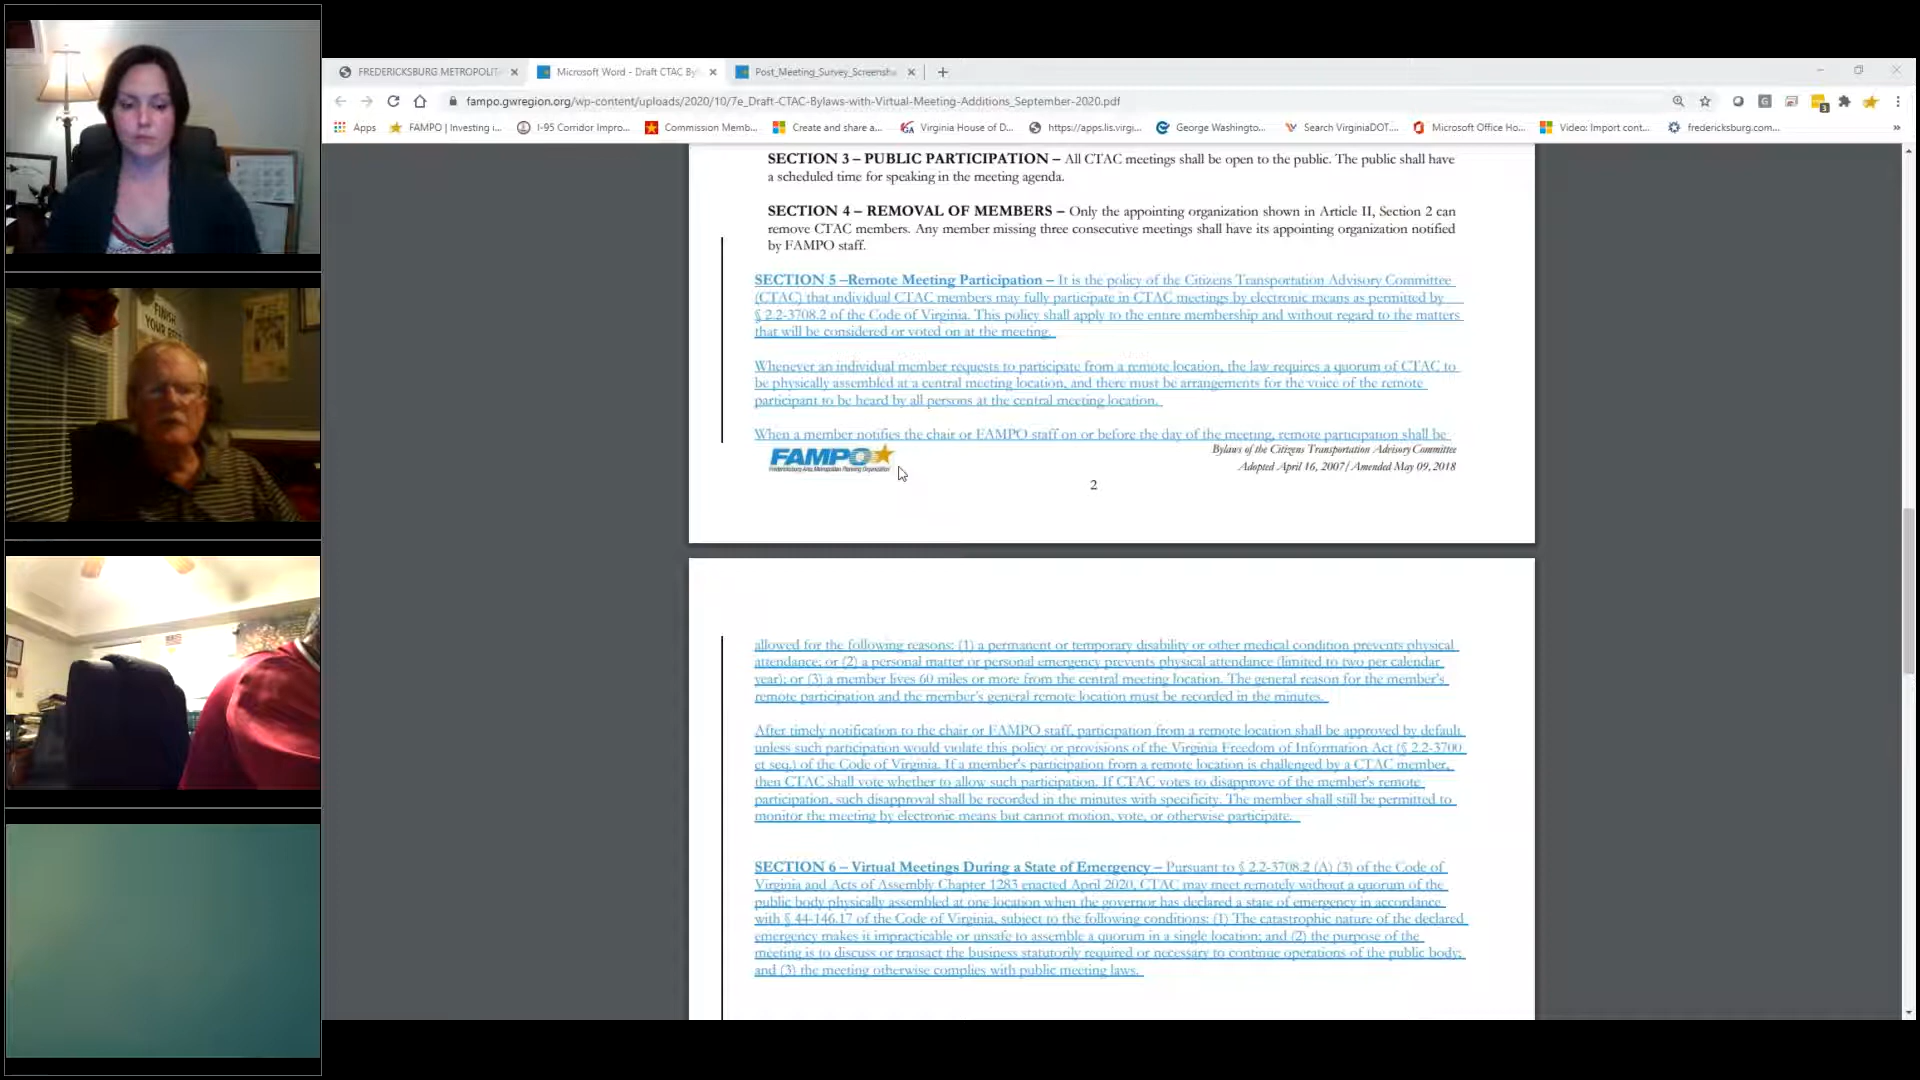 FINISH
YOUR
FREDERICKSBURG METROPOLIT
Microsoft Word - Draft CTAC By
Post_Meeting_Survey_Screensh
fampo.gwregion.org/wp-content/uploads/2020/10/7e_Draft-CTAC-Bylaws-with-Virtual-Meeting-Additions_September-2020.pdf
3
Apps
FAMPO | Investing i...
I-95 Corridor Impro...
Commission Memb...
Create and share a...
Virginia House of D...
https://apps.lis.virgi...
George Washingto...
Search VirginiaDOT....
Microsoft Office Ho...
Video: Import cont...
fredericksburg.com...
SECTION 3 – PUBLIC PARTICIPATION – All CTAC meetings shall be open to the public. The public shall have
a scheduled time for speaking in the meeting agenda.
SECTION 4 – REMOVAL OF MEMBERS – Only the appointing organization shown in Article II, Section 2 can
remove CTAC members. Any member missing three consecutive meetings shall have its appointing organization notified
by FAMPO staff.
SECTION 5 –Remote Meeting Participation – It is the policy of the Citizens Transportation Advisory Committee
(CTAC) that individual CTAC members may fully participate in CTAC meetings by electronic means as permitted by
§ 2.2-3708.2 of the Code of Virginia. This policy shall apply to the entire membership and without regard to the matters
that will be considered or voted on at the meeting.
Whenever an individual member requests to participate from a remote location, the law requires a quorum of CTAC to
be physically assembled at a central meeting location, and there must be arrangements for the voice of the remote
participant to be heard by all persons at the central meeting location.
When a member notifies the chair or FAMPO staff on or before the day of the meeting, remote participation shall be
FAMPO
Fredericksburg Area Metropolitan Planning Organization
Bylaws of the Citizens Transportation Advisory Committee
Adopted April 16, 2007/Amended May 09, 2018
2
allowed for the following reasons: (1) a permanent or temporary disability or other medical condition prevents physical
attendance; or (2) a personal matter or personal emergency prevents physical attendance (limited to two per calendar
year); or (3) a member lives 60 miles or more from the central meeting location. The general reason for the member's
remote participation and the member's general remote location must be recorded in the minutes.
After timely notification to the chair or FAMPO staff, participation from a remote location shall be approved by default
unless such participation would violate this policy or provisions of the Virginia Freedom of Information Act (§ 2.2-3700
et seq.) of the Code of Virginia. If a member's participation from a remote location is challenged by a CTAC member,
then CTAC shall vote whether to allow such participation. If CTAC votes to disapprove of the member's remote
participation, such disapproval shall be recorded in the minutes with specificity. The member shall still be permitted to
monitor the meeting by electronic means but cannot motion, vote, or otherwise participate.
SECTION 6 – Virtual Meetings During a State of Emergency – Pursuant to § 2.2-3708.2 (A) (3) of the Code of
Virginia and Acts of Assembly Chapter 1283 enacted April 2020, CTAC may meet remotely without a quorum of the
public body physically assembled at one location when the governor has declared a state of emergency in accordance
with § 44-146.17 of the Code of Virginia, subject to the following conditions: (1) The catastrophic nature of the declared
emergency makes it impracticable or unsafe to assemble a quorum in a single location; and (2) the purpose of the
meeting is to discuss or transact the business statutorily required or necessary to continue operations of the public body;
and (3) the meeting otherwise complies with public meeting laws.